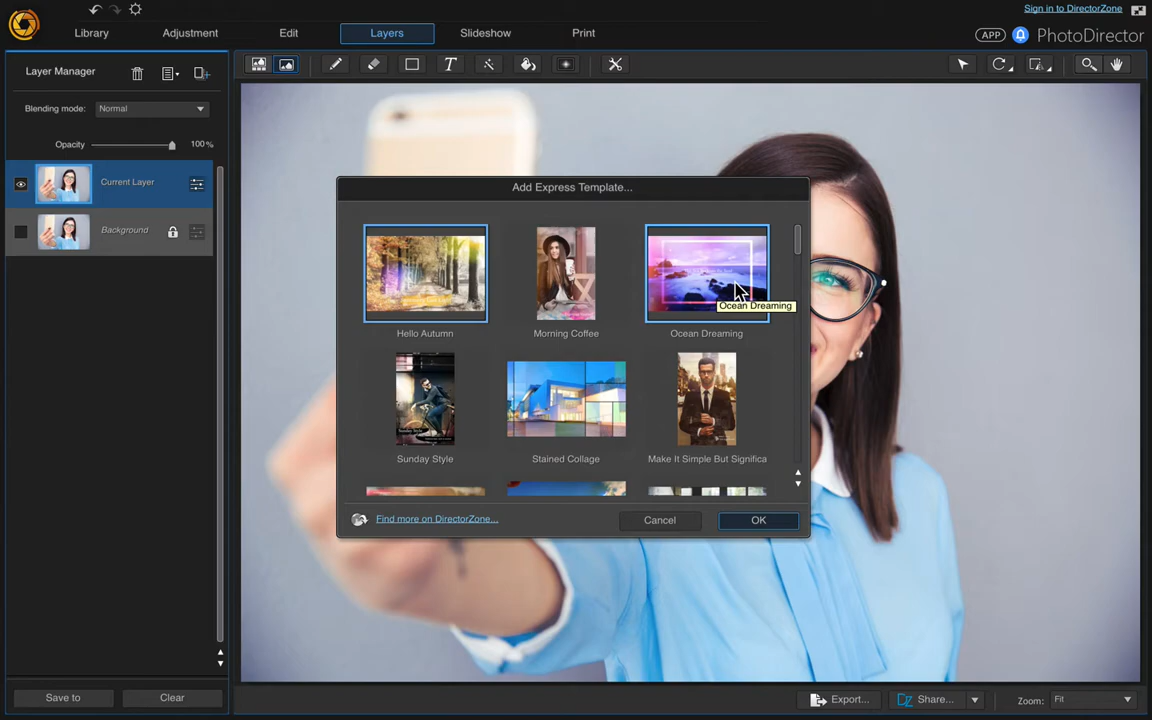 Sign in to DirectorZone
Library
Adjustment
Edit
Layers
Slideshow
Print
APP
PhotoDirector
Layer Manager
Blending mode:
Normal
Opacity
100%
Current Layer
Background
Add Express Template...
Hello Autumn
Morning Coffee
Ocean Dreaming
Ocean Dreaming
Sunday Style
Stained Collage
Make It Simple But Significa
Find more on DirectorZone...
Cancel
OK
Save to
Clear
Export...
Share...
Zoom:
Fit